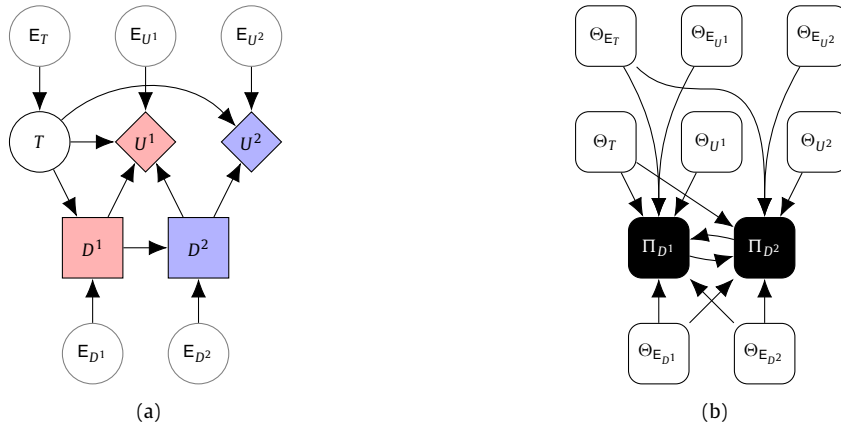 E_T E_{U^1} E_{U^2} Θ_{E_T} Θ_{E_{U^1}} Θ_{E_{U^2}}
T U^1 U^2 Θ_T Θ_{U^1} Θ_{U^2}
D^1 D^2 Π_{D^1} Π_{D^2}
E_{D^1} E_{D^2} Θ_{E_{D^1}} Θ_{E_{D^2}}
(a) (b)